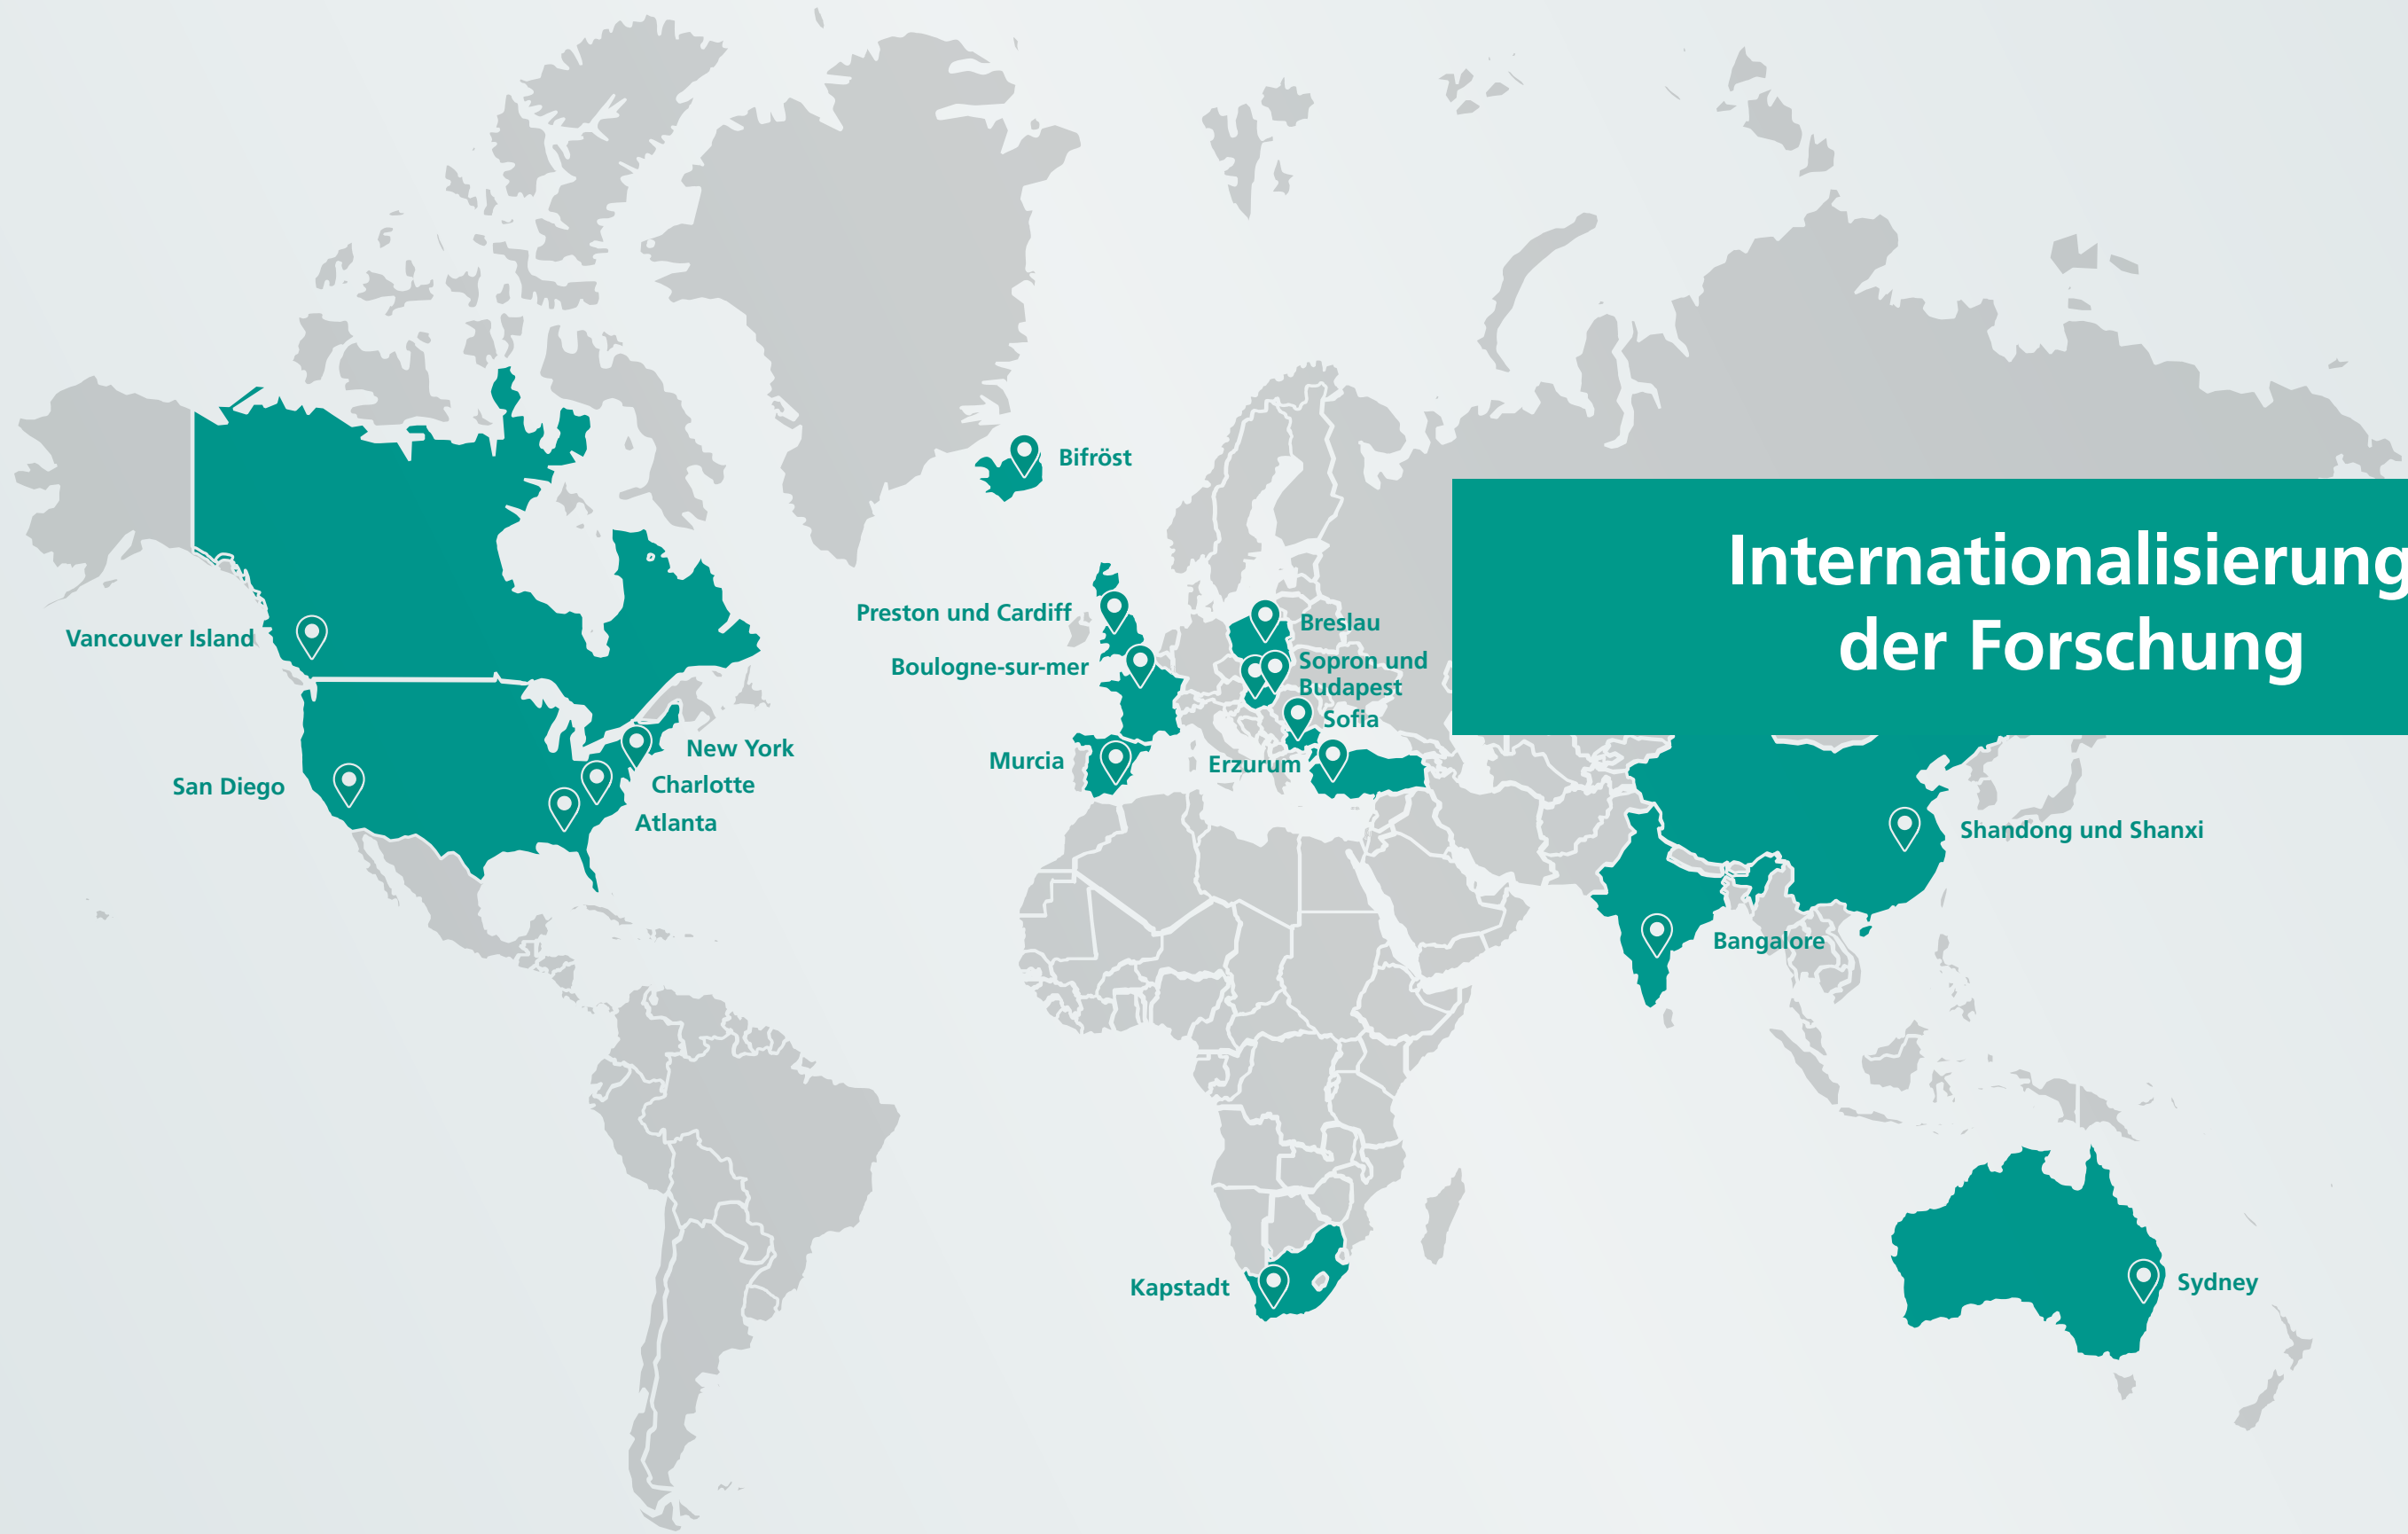 Internationalisierung
der Forschung
Bifröst
Preston und Cardiff
Breslau
Vancouver Island
Boulogne-sur-mer
Sopron und
Budapest
Sofia
New York
Murcia
Erzurum
San Diego
Charlotte
Atlanta
Shandong und Shanxi
Bangalore
Kapstadt
Sydney